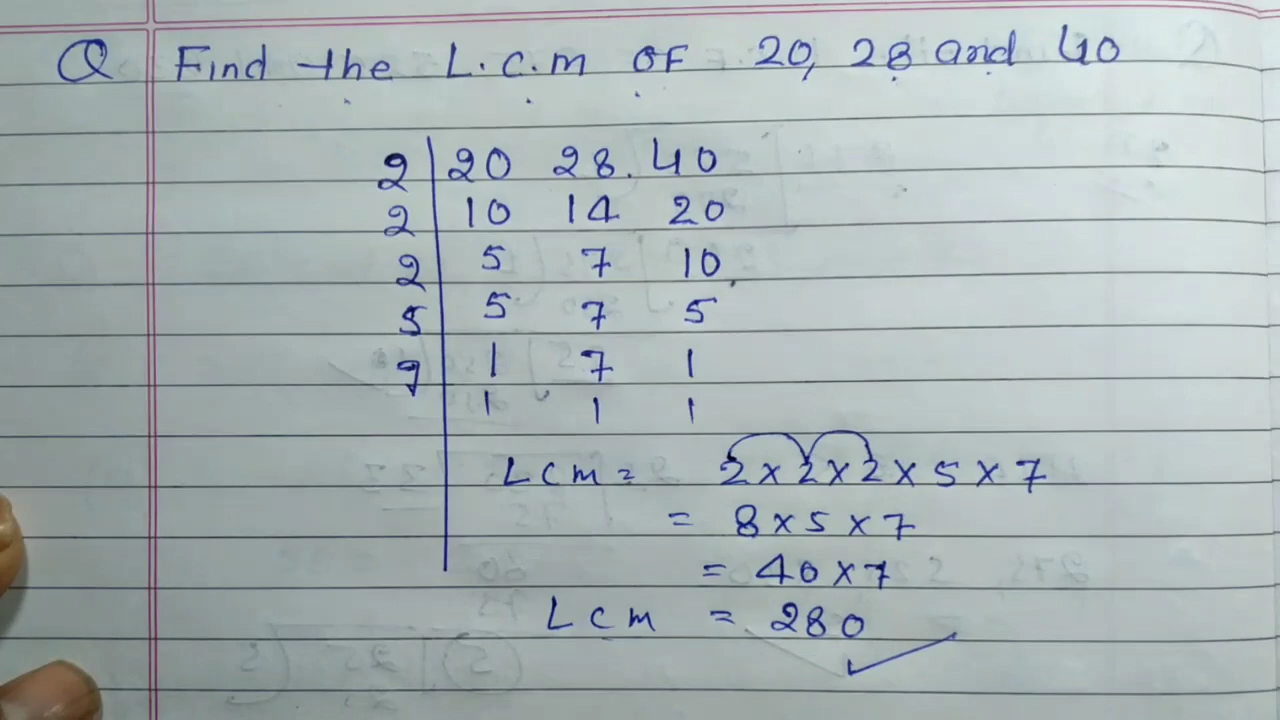 Q Find the L.c.m OF 20, 28 and 40
2 | 20 28. 40
2 | 10 14 20
2 | 5 7 10
5 | 5 7 5
7 | 1 7 1
1 1 1
Lcm = 2 × 2 × 2 × 5 × 7
= 8 × 5 × 7
= 40 × 7
Lcm = 280